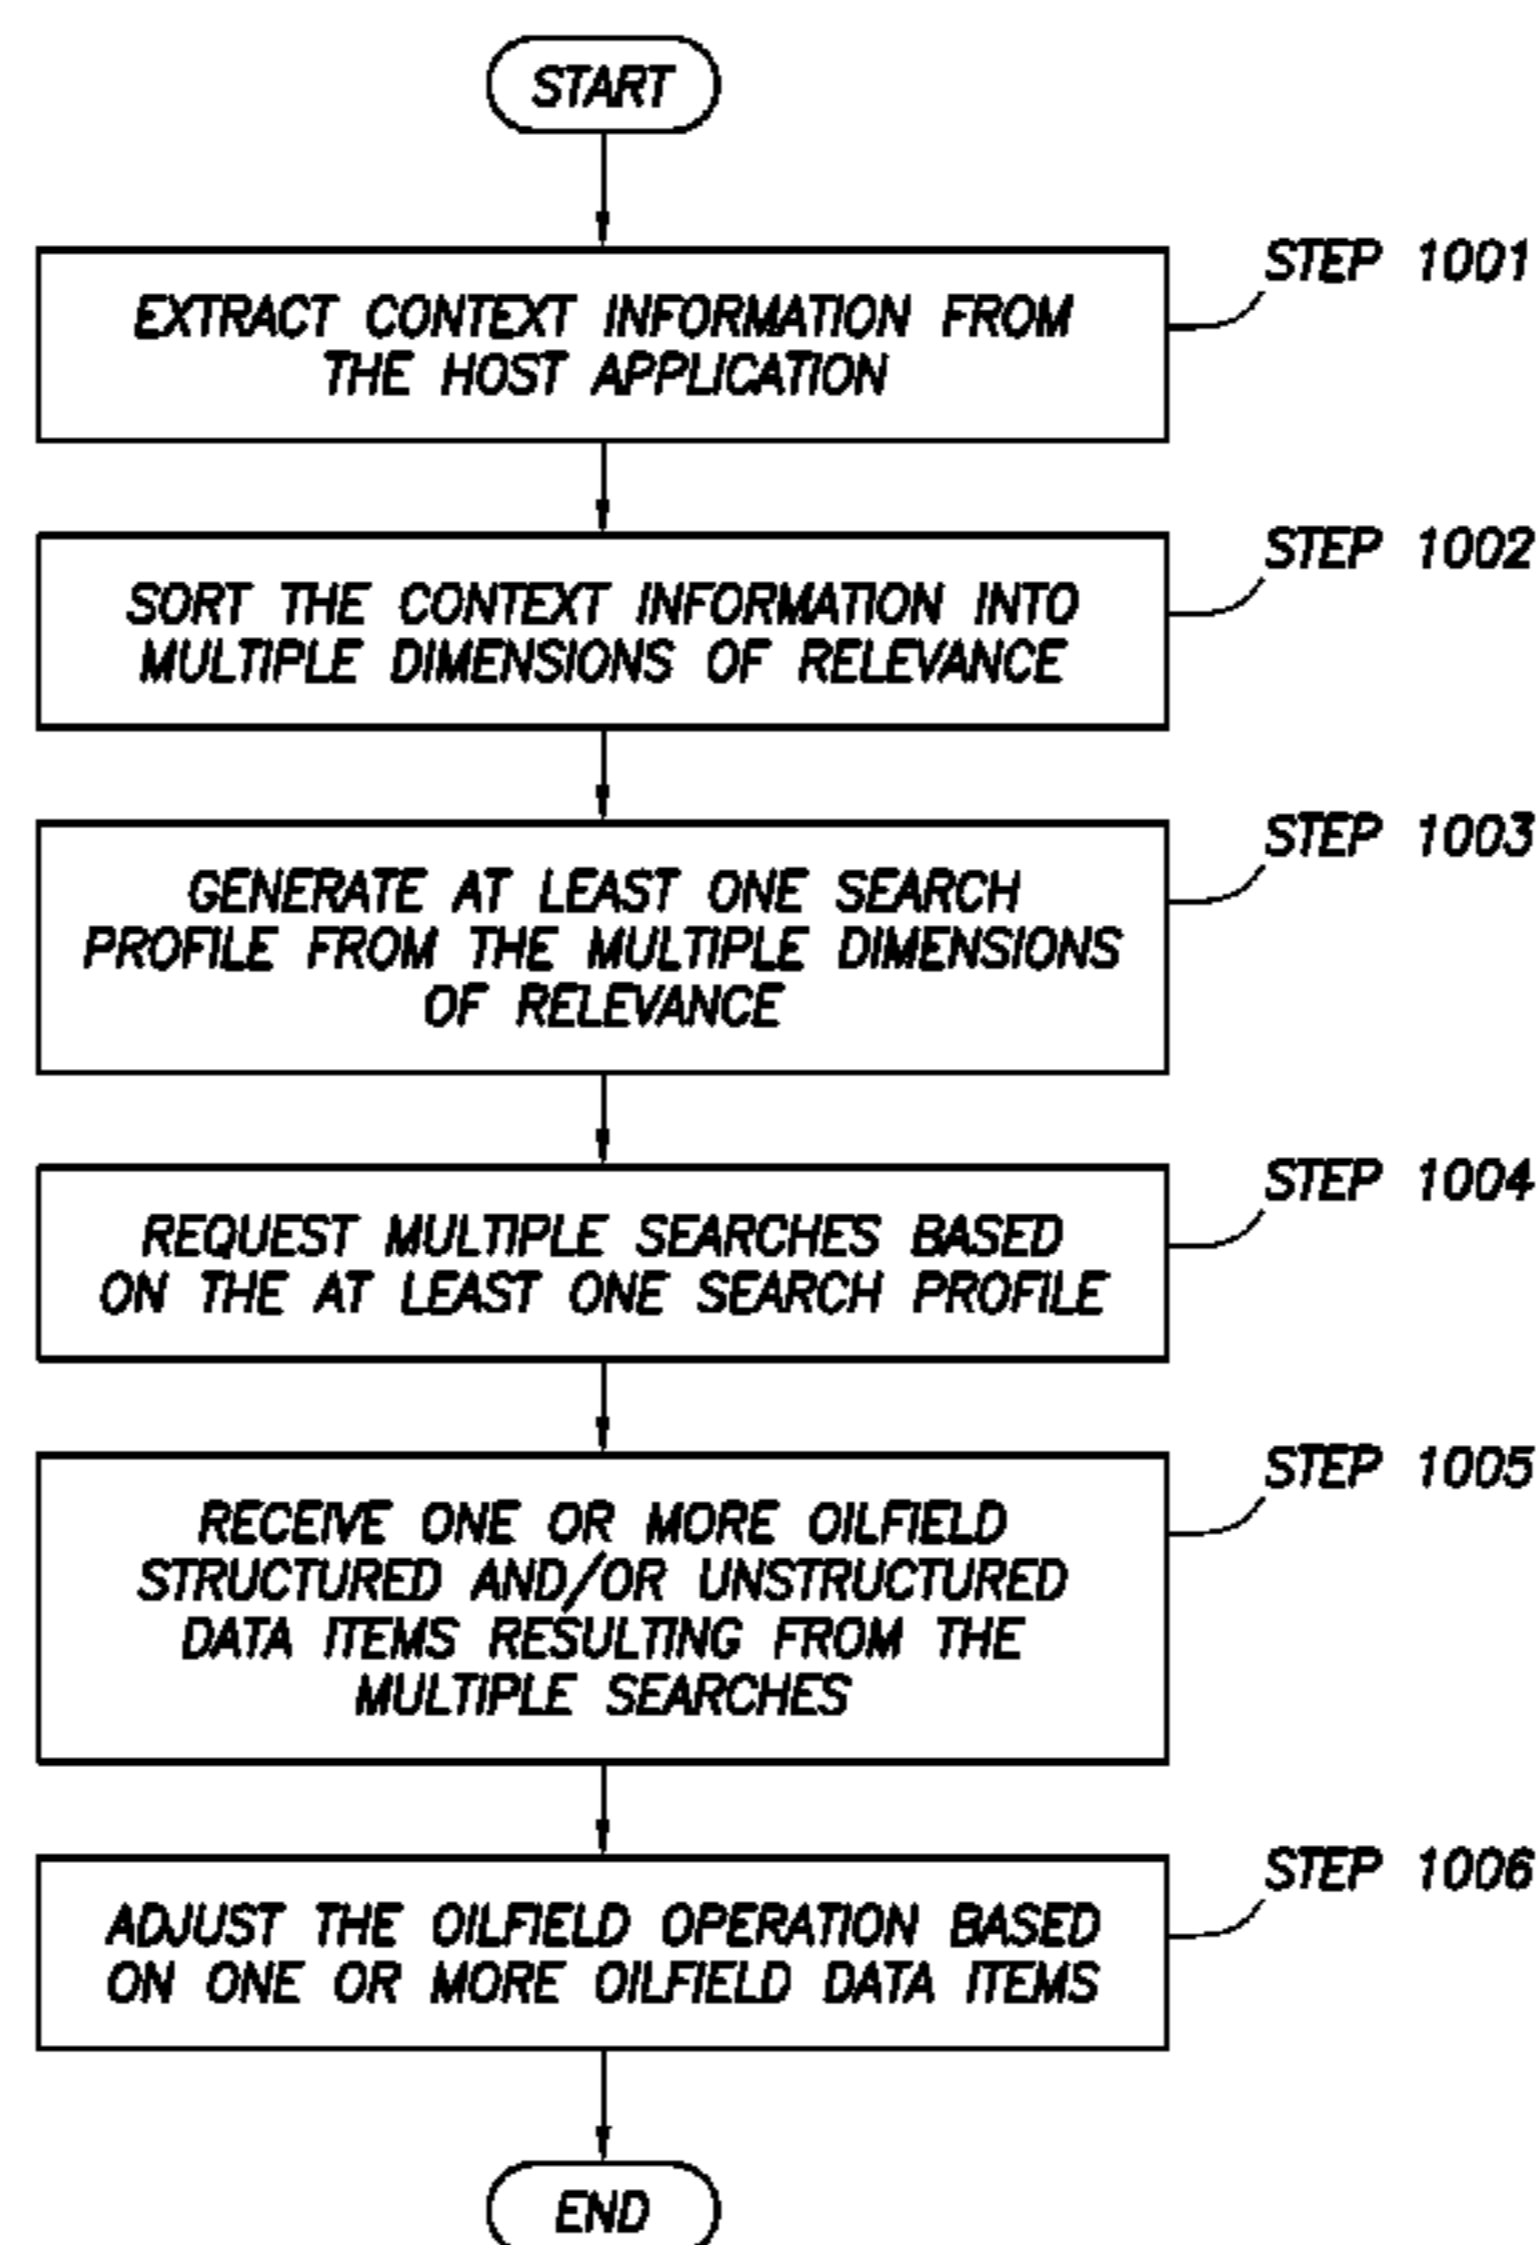 START
STEP 1001
EXTRACT CONTEXT INFORMATION FROM
THE HOST APPLICATION
STEP 1002
SORT THE CONTEXT INFORMATION INTO
MULTIPLE DIMENSIONS OF RELEVANCE
STEP 1003
GENERATE AT LEAST ONE SEARCH
PROFILE FROM THE MULTIPLE DIMENSIONS
OF RELEVANCE
STEP 1004
REQUEST MULTIPLE SEARCHES BASED
ON THE AT LEAST ONE SEARCH PROFILE
STEP 1005
RECEIVE ONE OR MORE OILFIELD
STRUCTURED AND/OR UNSTRUCTURED
DATA ITEMS RESULTING FROM THE
MULTIPLE SEARCHES
STEP 1006
ADJUST THE OILFIELD OPERATION BASED
ON ONE OR MORE OILFIELD DATA ITEMS
END